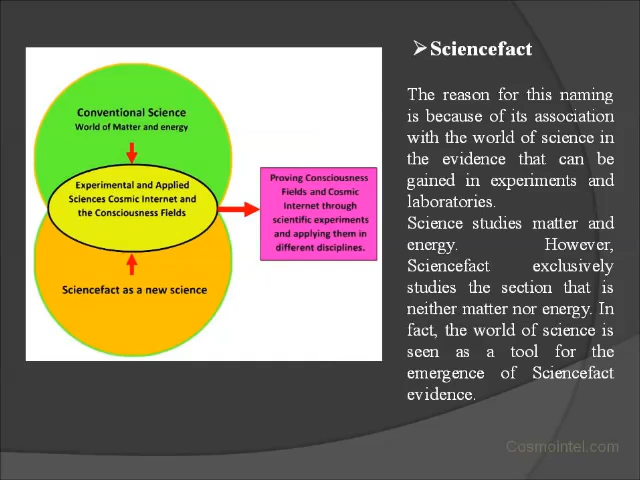 Conventional Science
World of Matter and energy
Experimental and Applied
Sciences Cosmic Internet and
the Consciousness Fields
Sciencefact as a new science
Proving Consciousness
Fields and Cosmic
Internet through
scientific experiments
and applying them in
different disciplines.
Sciencefact
The reason for this naming
is because of its association
with the world of science in
the evidence that can be
gained in experiments and
laboratories.
Science studies matter and
energy. However,
Sciencefact exclusively
studies the section that is
neither matter nor energy. In
fact, the world of science is
seen as a tool for the
emergence of Sciencefact
evidence.
Cosmointel.com